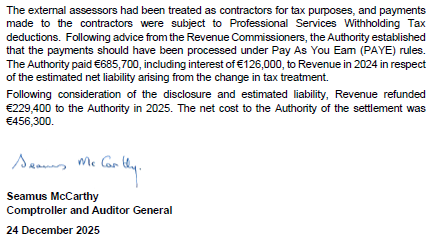 The external assessors had been treated as contractors for tax purposes, and payments
made to the contractors were subject to Professional Services Withholding Tax
deductions. Following advice from the Revenue Commissioners, the Authority established
that the payments should have been processed under Pay As You Earn (PAYE) rules.
The Authority paid €685,700, including interest of €126,000, to Revenue in 2024 in respect
of the estimated net liability arising from the change in tax treatment.
Following consideration of the disclosure and estimated liability, Revenue refunded
€229,400 to the Authority in 2025. The net cost to the Authority of the settlement was
€456,300.
Seamus Mc Carthy.
Seamus McCarthy
Comptroller and Auditor General
24 December 2025